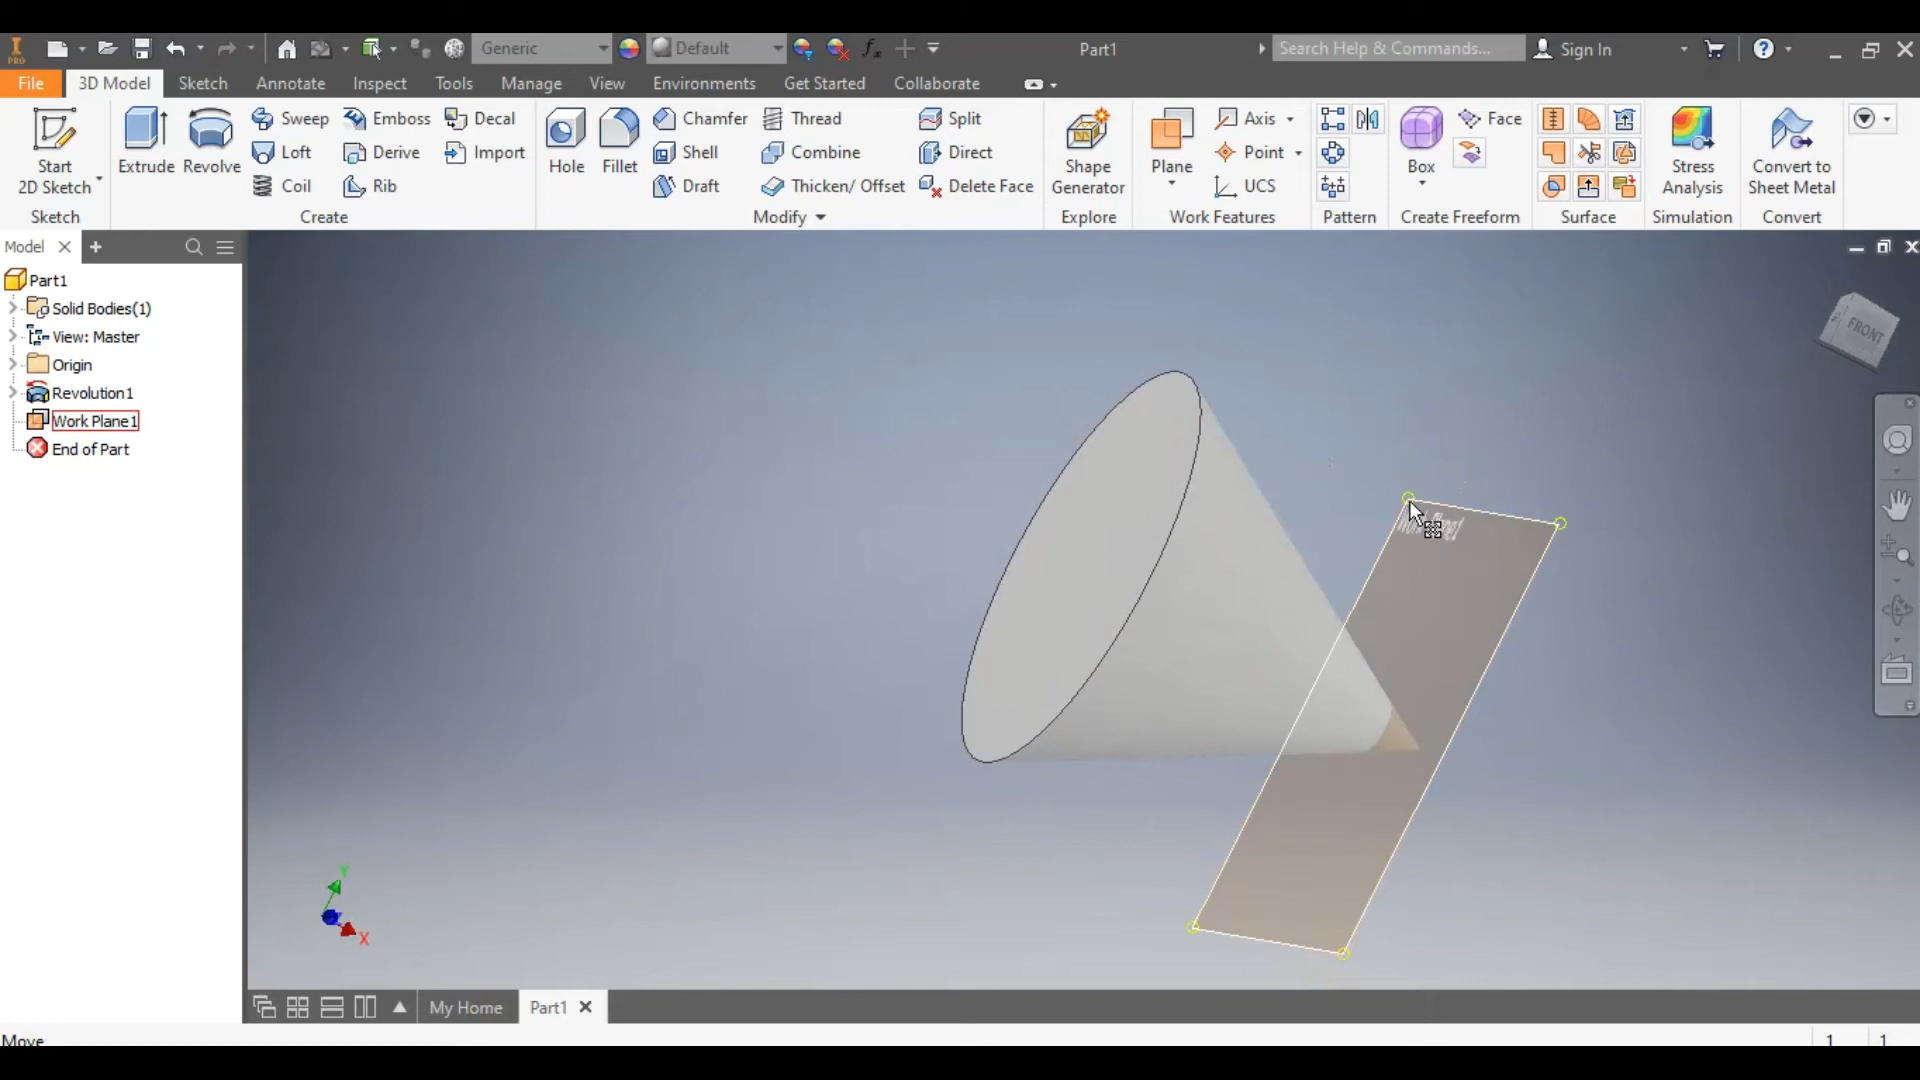 PRO
Generic
Default
Part1
Search Help & Commands...
Sign In
File
3D Model
Sketch
Annotate
Inspect
Tools
Manage
View
Environments
Get Started
Collaborate
Start
2D Sketch
Extrude
Revolve
Sweep
Loft
Coil
Emboss
Derive
Rib
Decal
Import
Hole
Fillet
Chamfer
Shell
Draft
Thread
Combine
Thicken/ Offset
Split
Direct
Delete Face
Shape
Generator
Plane
Axis
Point
UCS
Box
Face
Stress
Analysis
Convert to
Sheet Metal
Sketch
Create
Modify
Explore
Work Features
Pattern
Create Freeform
Surface
Simulation
Convert
Model
Part1
Solid Bodies(1)
View: Master
Origin
Revolution1
Work Plane1
End of Part
FRONT
Y
X
My Home
Part1
Move
1
1